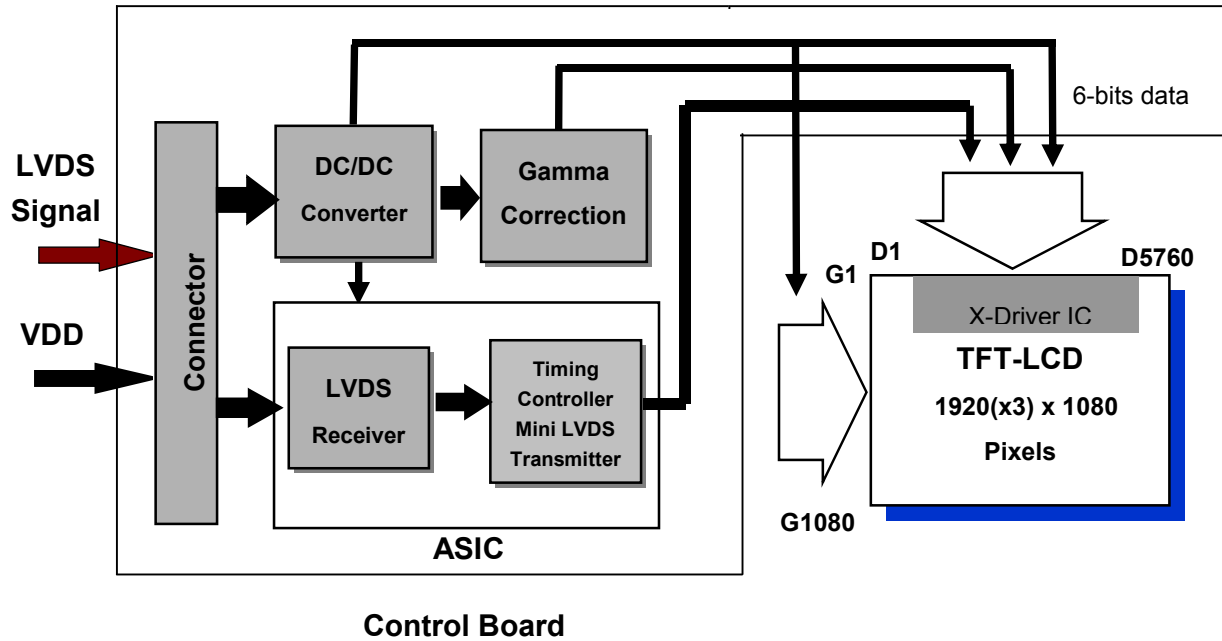 6-bits data
LVDS
Signal
VDD
Connector
DC/DC
Converter
Gamma
Correction
LVDS
Receiver
Timing
Controller
Mini LVDS
Transmitter
ASIC
D1
D5760
G1
G1080
X-Driver IC
TFT-LCD
1920(x3) x 1080
Pixels
Control Board